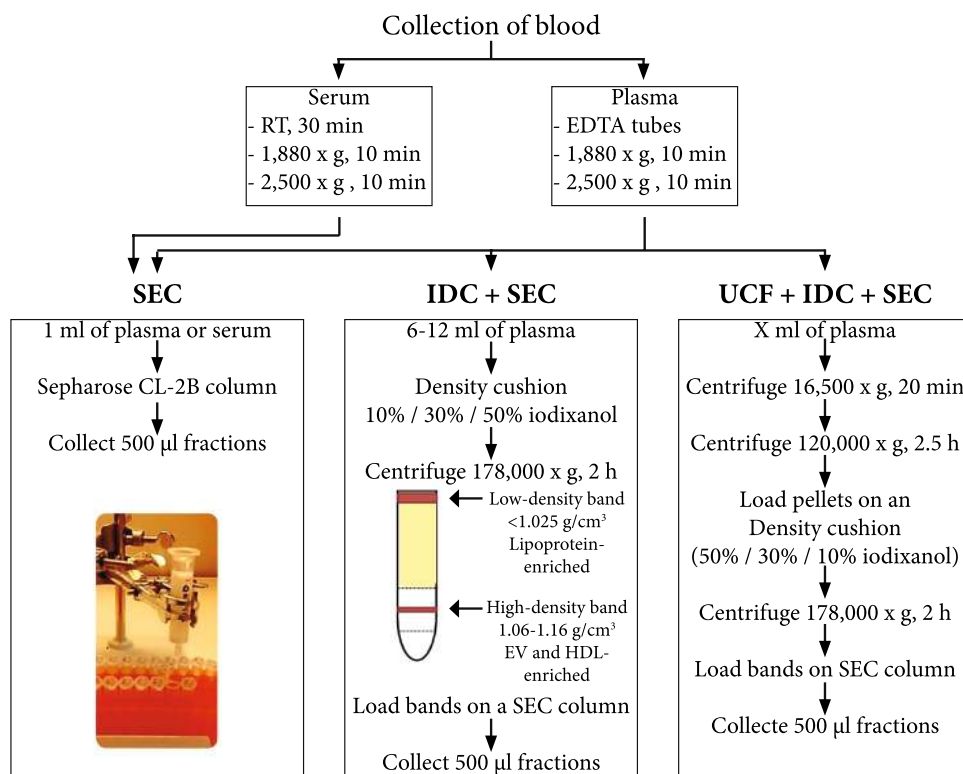 Collection of blood
Serum
- RT, 30 min
- 1,880 x g, 10 min
- 2,500 x g , 10 min
Plasma
- EDTA tubes
- 1,880 x g, 10 min
- 2,500 x g , 10 min
SEC
1 ml of plasma or serum
Sepharose CL-2B column
Collect 500 µl fractions
IDC + SEC
6-12 ml of plasma
Density cushion
10% / 30% / 50% iodixanol
Centrifuge 178,000 x g, 2 h
Low-density band
<1.025 g/cm³
Lipoprotein-
enriched
High-density band
1.06-1.16 g/cm³
EV and HDL-
enriched
Load bands on a SEC column
Collect 500 µl fractions
UCF + IDC + SEC
X ml of plasma
Centrifuge 16,500 x g, 20 min
Centrifuge 120,000 x g, 2.5 h
Load pellets on an
Density cushion
(50% / 30% / 10% iodixanol)
Centrifuge 178,000 x g, 2 h
Load bands on SEC column
Collecte 500 µl fractions